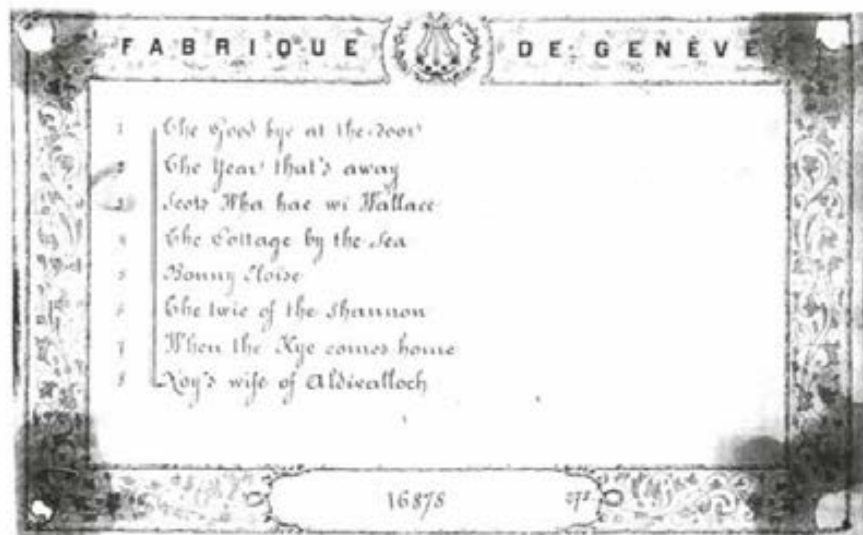 FABRIQUE DE GENÈVE
1 The Good bye at the door
2 The Year that's away
3 Scots Wha hae wi Wallace
4 The Cottage by the Sea
5 Bonny Eloise
6 The twie of the Shannon
7 When the Kye comes home
8 Roy's wife of Aldivalloch
16878